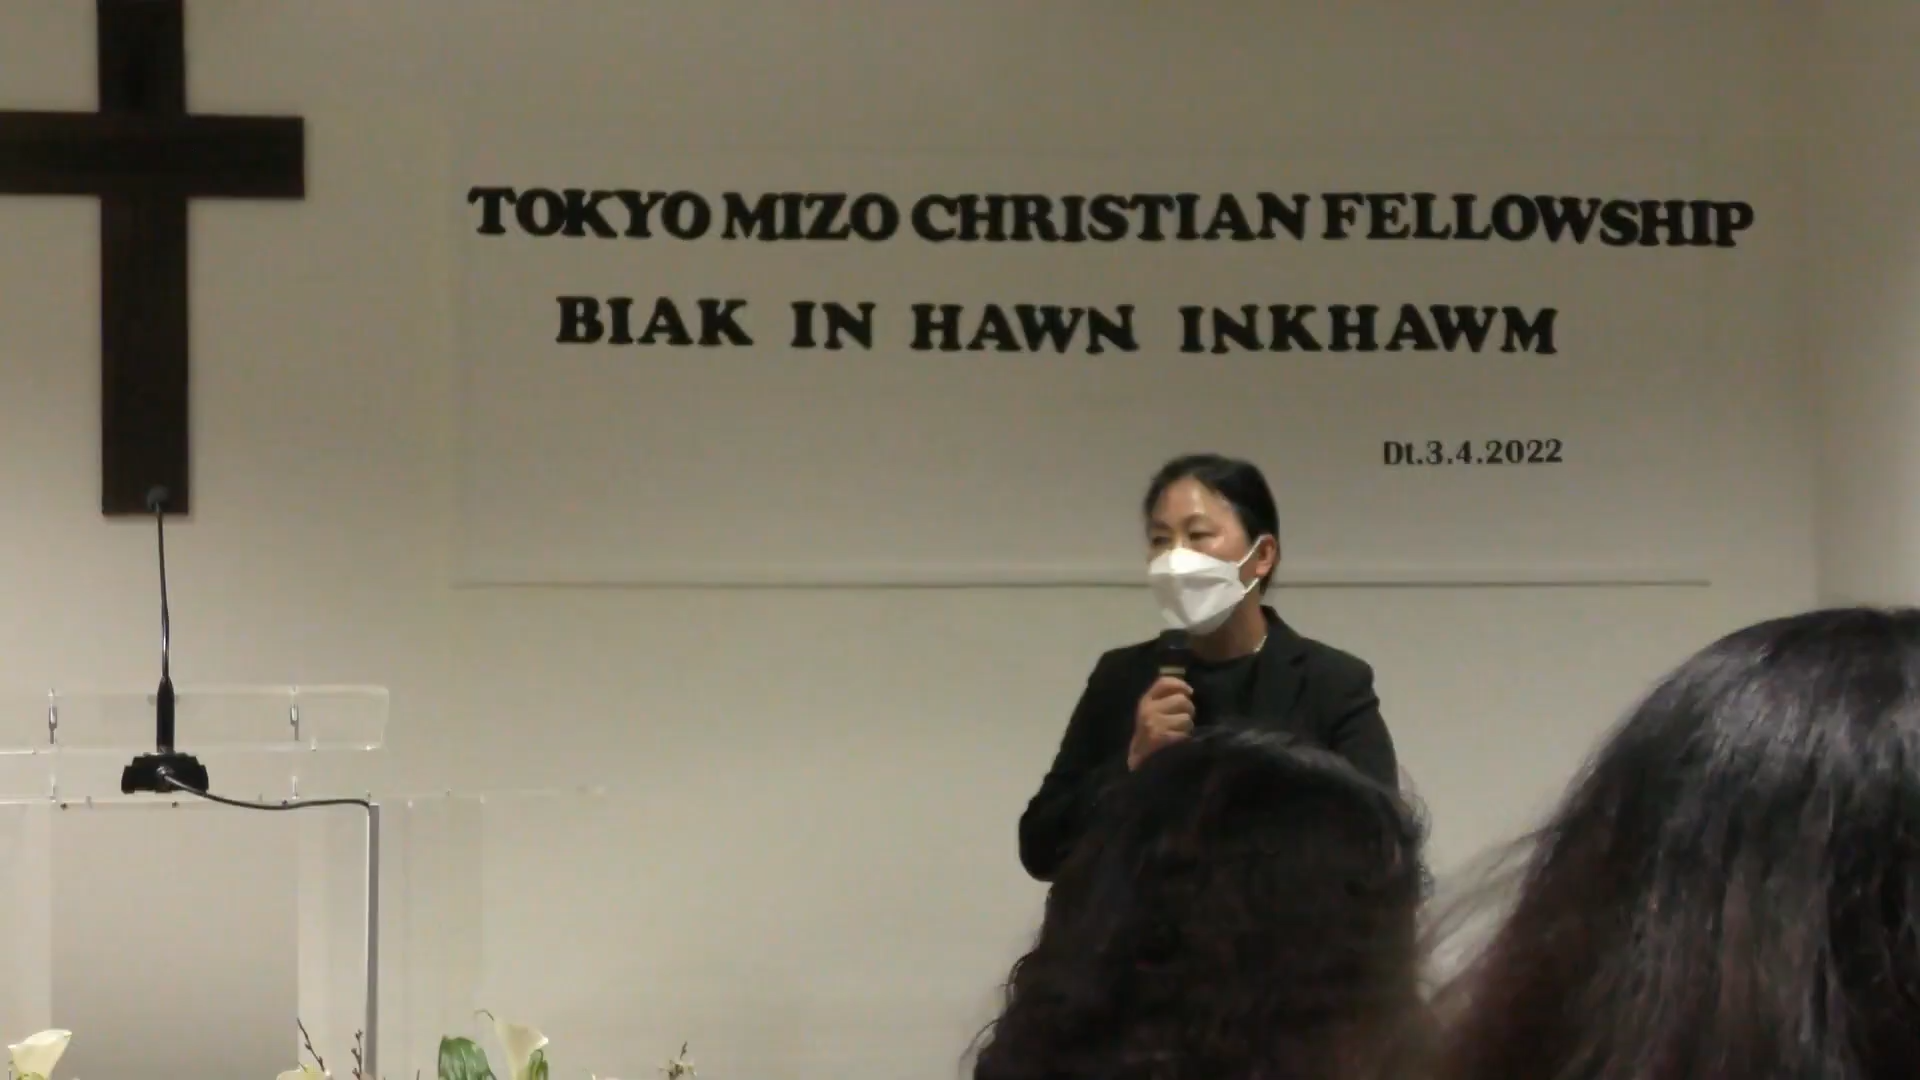 TOKYO MIZO CHRISTIAN FELLOWSHIP
BIAK IN HAWN INKHAWM
Dt.3.4.2022